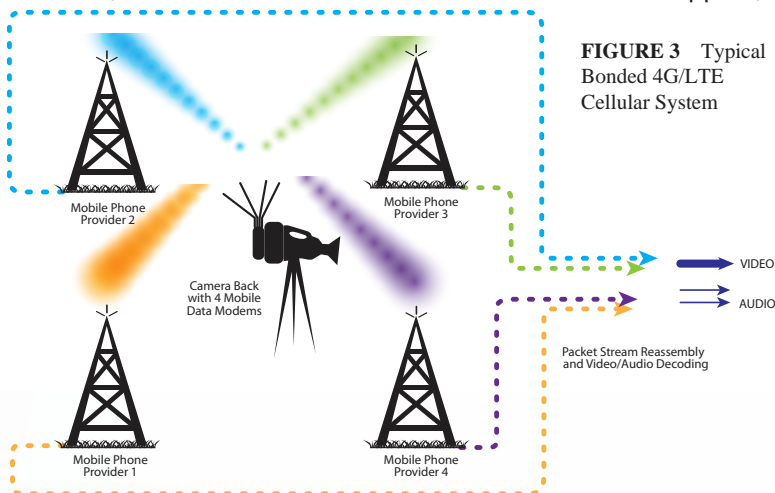 FIGURE 3 Typical
Bonded 4G/LTE
Cellular System
Mobile Phone
Provider 2
Mobile Phone
Provider 3
Camera Back
with 4 Mobile
Data Modems
VIDEO
AUDIO
Packet Stream Reassembly
and Video/Audio Decoding
Mobile Phone
Provider 1
Mobile Phone
Provider 4